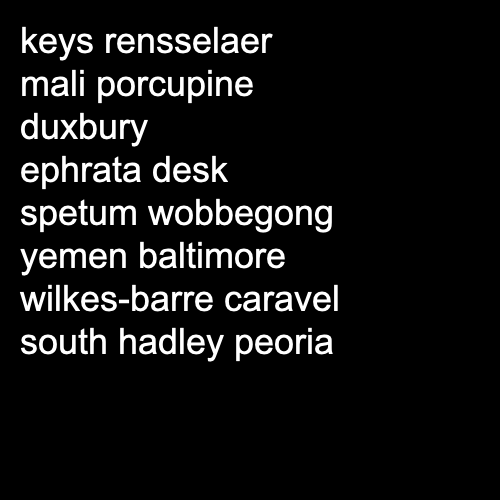 keys rensselaer
mali porcupine
duxbury
ephrata desk
spetum wobbegong
yemen baltimore
wilkes-barre caravel
south hadley peoria